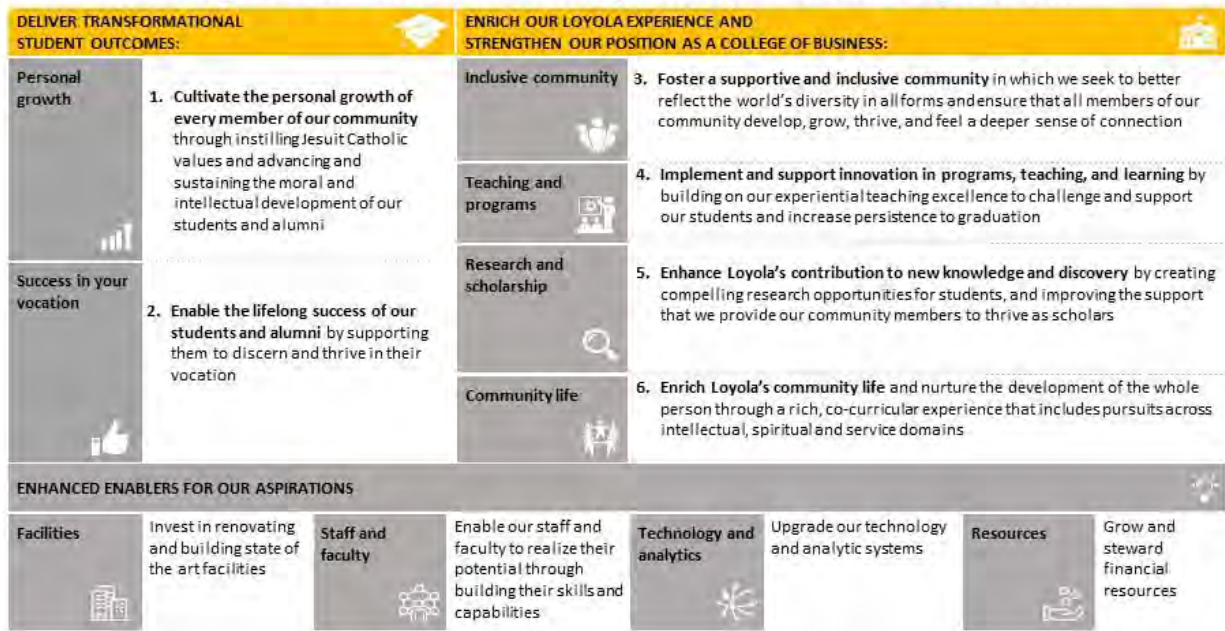 DELIVER TRANSFORMATIONAL
STUDENT OUTCOMES:
Personal
growth
1. Cultivate the personal growth of
every member of our community
through instilling Jesuit Catholic
values and advancing and
sustaining the moral and
intellectual development of our
students and alumni
Success in your
vocation
2. Enable the lifelong success of our
students and alumni by supporting
them to discern and thrive in their
vocation
ENRICH OUR LOYOLA EXPERIENCE AND
STRENGTHEN OUR POSITION AS A COLLEGE OF BUSINESS:
Inclusive community
3. Foster a supportive and inclusive community in which we seek to better
reflect the world's diversity in all forms and ensure that all members of our
community develop, grow, thrive, and feel a deeper sense of connection
Teaching and
programs
4. Implement and support innovation in programs, teaching, and learning by
building on our experiential teaching excellence to challenge and support
our students and increase persistence to graduation
Research and
scholarship
5. Enhance Loyola's contribution to new knowledge and discovery by creating
compelling research opportunities for students, and improving the support
that we provide our community members to thrive as scholars
Community life
6. Enrich Loyola's community life and nurture the development of the whole
person through a rich, co-curricular experience that includes pursuits across
intellectual, spiritual and service domains
ENHANCED ENABLERS FOR OUR ASPIRATIONS
Facilities
Invest in renovating
and building state of
the art facilities
Staff and
faculty
Enable our staff and
faculty to realize their
potential through
building their skills and
capabilities
Technology and
analytics
Upgrade our technology
and analytic systems
Resources
Grow and
steward
financial
resources